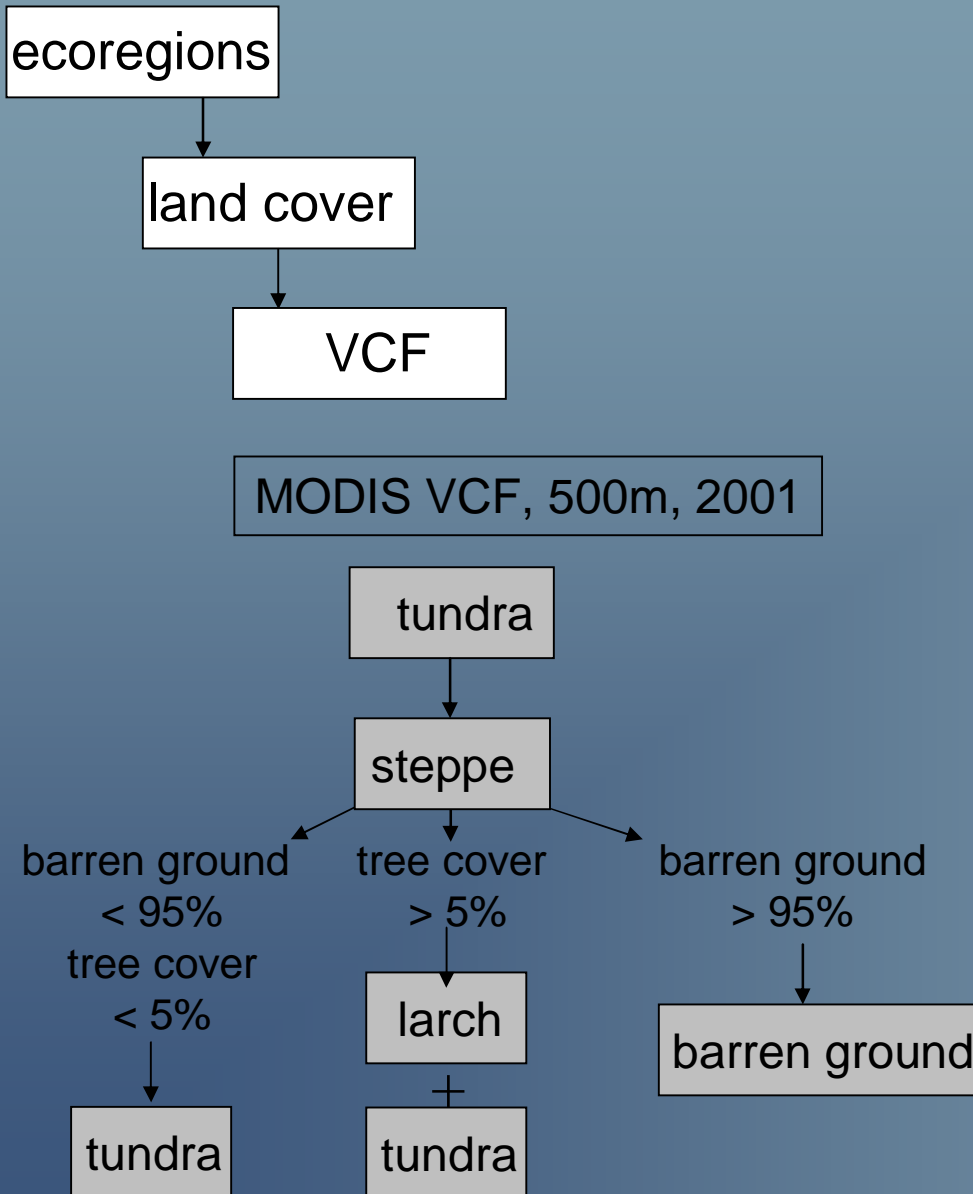 ecoregions
land cover
VCF
MODIS VCF, 500m, 2001
tundra
steppe
barren ground
< 95%
tree cover
< 5%
tundra
tree cover
> 5%
larch
+
tundra
barren ground
> 95%
barren ground